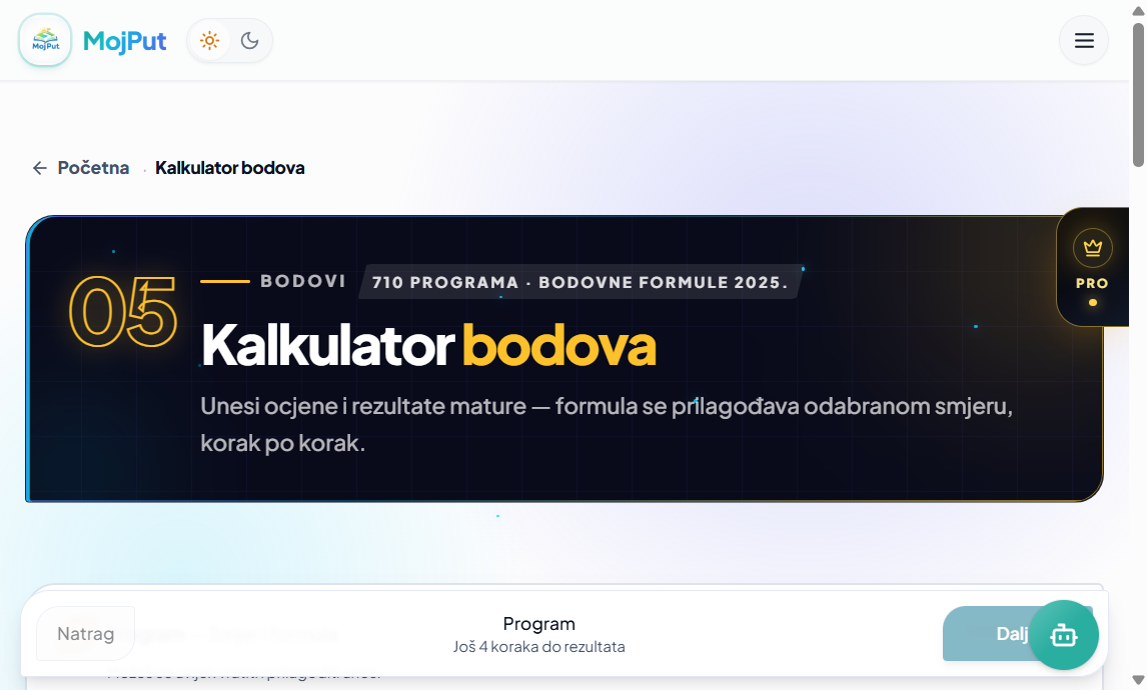 MojPut
MojPut
Početna · Kalkulator bodova
05
BODOVI
710 PROGRAMA · BODOVNE FORMULE 2025.
PRO
Kalkulator bodova
Unesi ocjene i rezultate mature — formula se prilagođava odabranom smjeru,
korak po korak.
Natrag
Program
Još 4 koraka do rezultata
Dalj